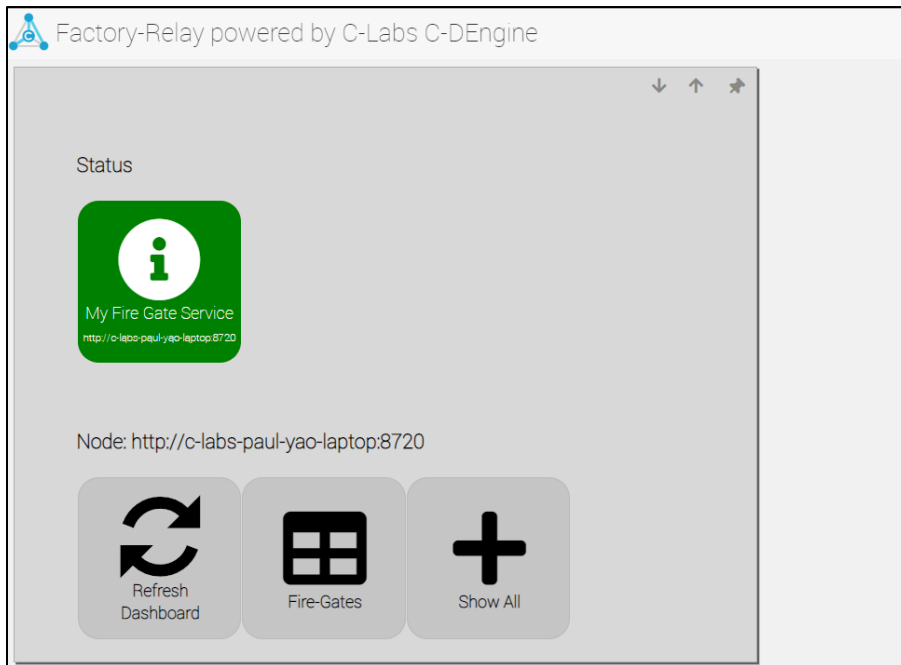 C
Factory-Relay powered by C-Labs C-DEngine
Status
i
My Fire Gate Service
http://c-labs-paul-yao-laptop:8720
Node: http://c-labs-paul-yao-laptop:8720
Refresh
Dashboard
Fire-Gates
Show All